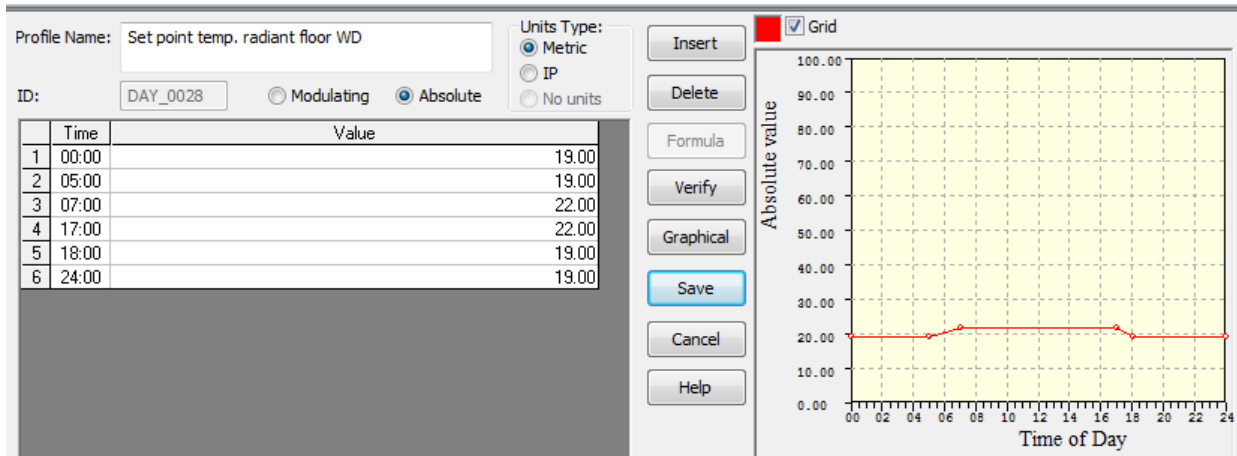 Profile Name: Set point temp. radiant floor WD
Units Type:
Metric
IP
No units
ID: DAY_0028 Modulating Absolute
Time Value
1 00:00 19.00
2 05:00 19.00
3 07:00 22.00
4 17:00 22.00
5 18:00 19.00
6 24:00 19.00
Insert
Delete
Formula
Verify
Graphical
Save
Cancel
Help
Grid
Absolute value
100.00
90.00
80.00
70.00
60.00
50.00
40.00
30.00
20.00
10.00
0.00
00 02 04 06 08 10 12 14 16 18 20 22 24
Time of Day